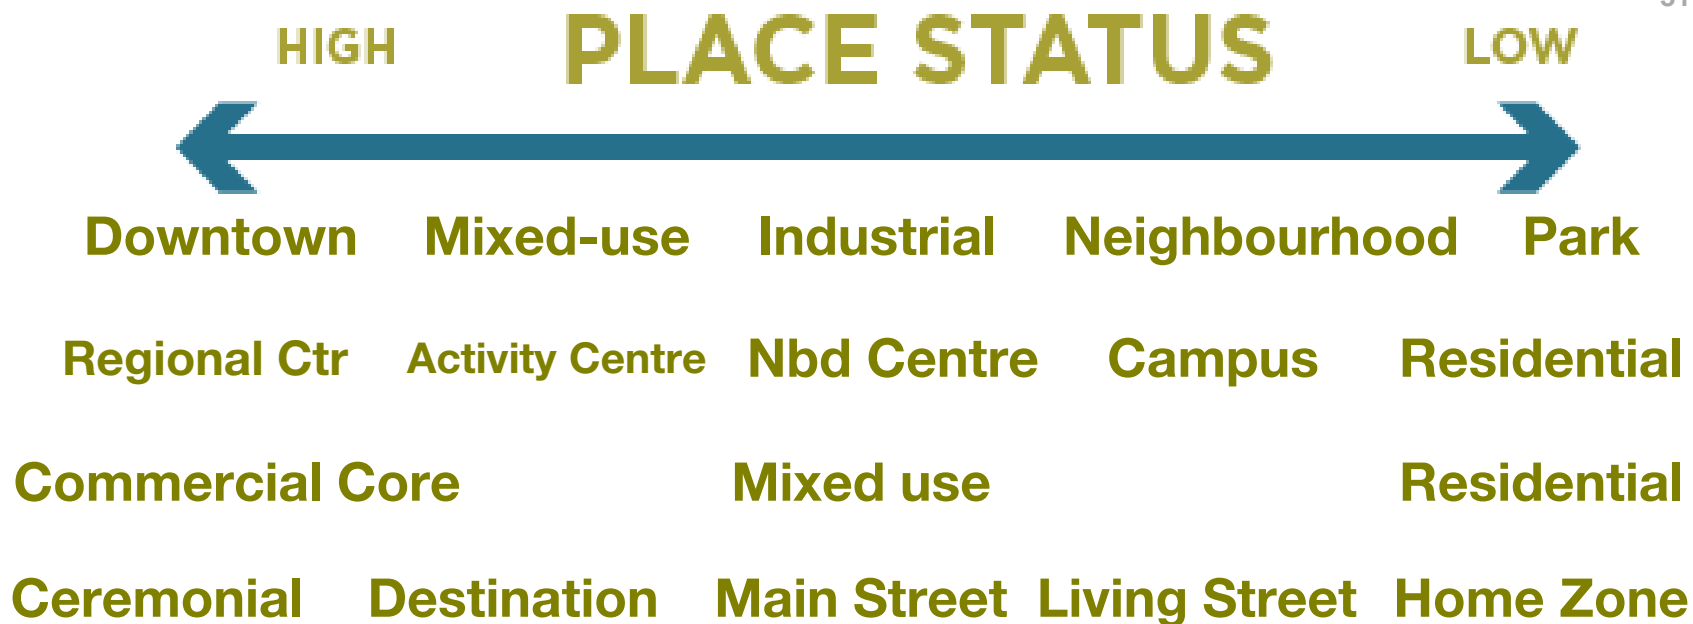 HIGH PLACE STATUS LOW
Downtown Mixed-use Industrial Neighbourhood Park
Regional Ctr Activity Centre Nbd Centre Campus Residential
Commercial Core Mixed use Residential
Ceremonial Destination Main Street Living Street Home Zone